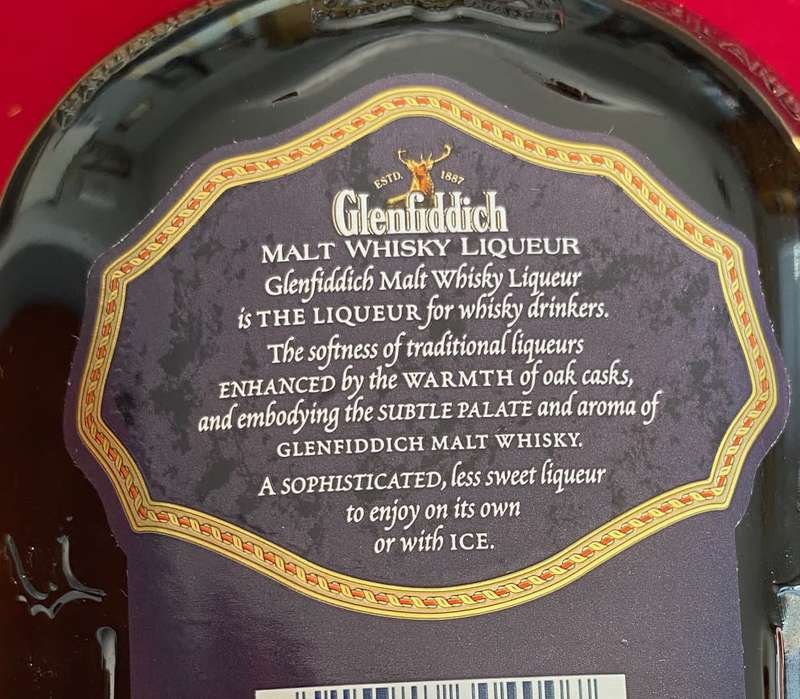 ESTD. 1887
Glenfiddich
MALT WHISKY LIQUEUR
Glenfiddich Malt Whisky Liqueur
is THE LIQUEUR for whisky drinkers.
The softness of traditional liqueurs
ENHANCED by the WARMTH of oak casks,
and embodying the SUBTLE PALATE and aroma of
GLENFIDDICH MALT WHISKY.
A SOPHISTICATED, less sweet liqueur
to enjoy on its own
or with ICE.